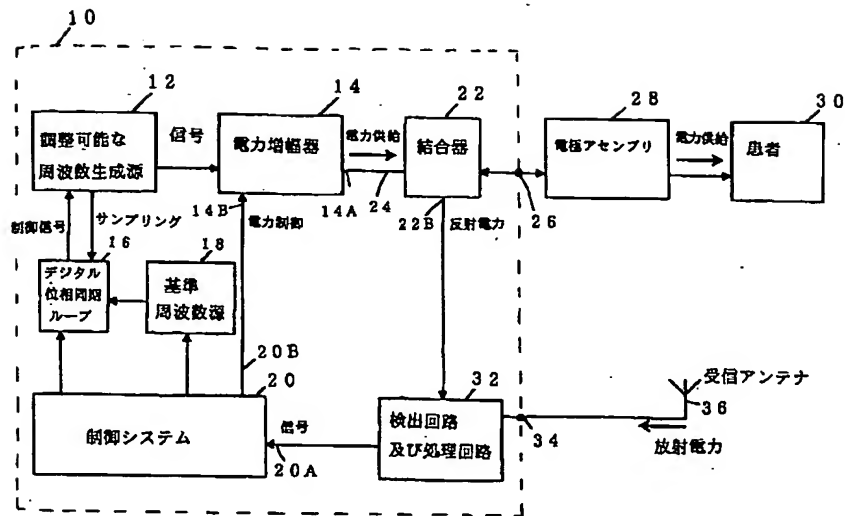 10
12
14
22
28
30
調整可能な
周波数生成源
信号
電力増幅器
電力供給
結合器
電極アセンブリ
電力供給
患者
14A
24
26
制御信号
サンプリング
14B
電力制御
22B
反射電力
16
18
デジタル
位相同期
ループ
基準
周波数源
20B
20
32
受信アンテナ
36
制御システム
信号
20A
検出回路
及び処理回路
34
放射電力